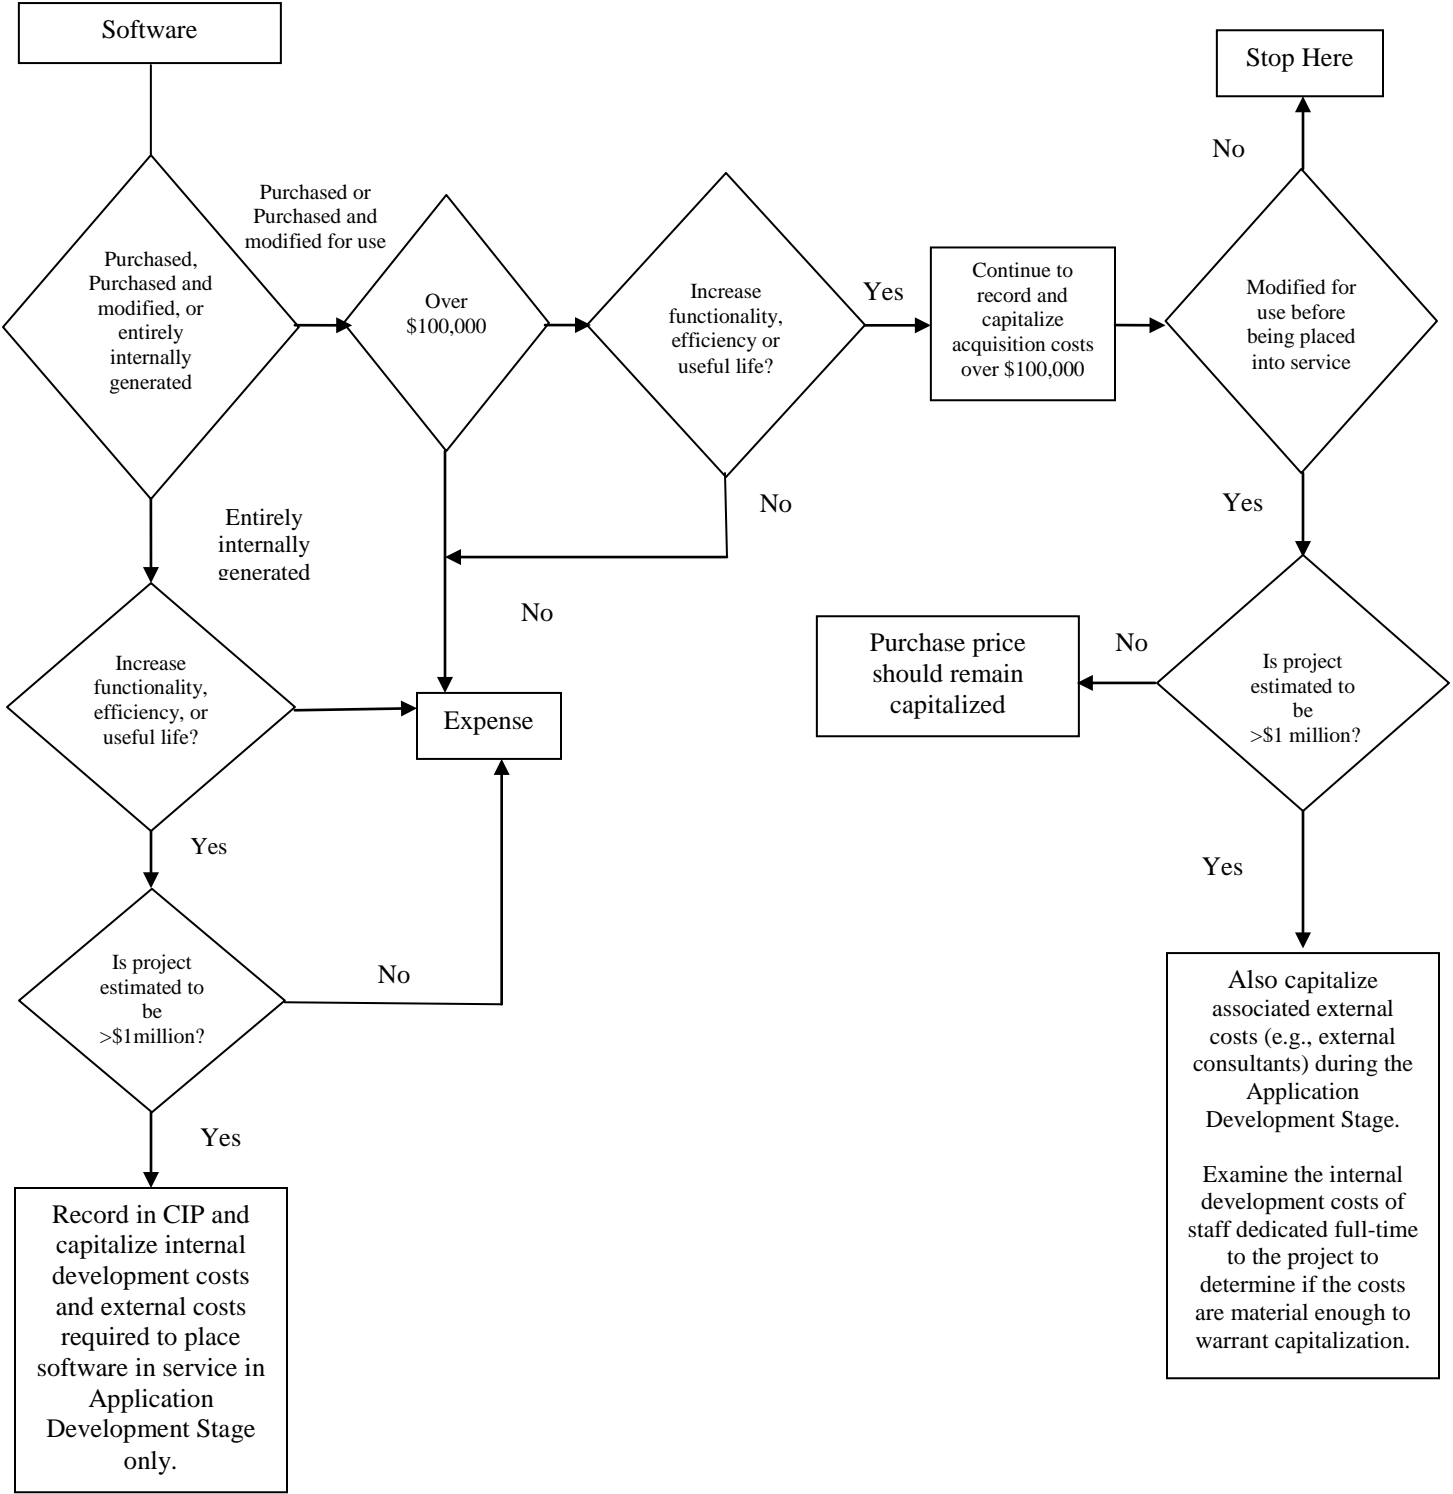 Software
Stop Here
No
Purchased or
Purchased and
modified for use
Purchased,
Purchased and
modified, or
entirely
internally
generated
Over
$100,000
Increase
functionality,
efficiency or
useful life?
Yes
Continue to
record and
capitalize
acquisition costs
over $100,000
Modified for
use before
being placed
into service
No
Yes
Entirely
internally
generated
No
Increase
functionality,
efficiency, or
useful life?
Expense
Purchase price
should remain
capitalized
No
Is project
estimated to
be
>$1 million?
Yes
Yes
Is project
estimated to
be
>$1million?
No
Also capitalize
associated external
costs (e.g., external
consultants) during the
Application
Development Stage.
Examine the internal
development costs of
staff dedicated full-time
to the project to
determine if the costs
are material enough to
warrant capitalization.
Yes
Record in CIP and
capitalize internal
development costs
and external costs
required to place
software in service in
Application
Development Stage
only.